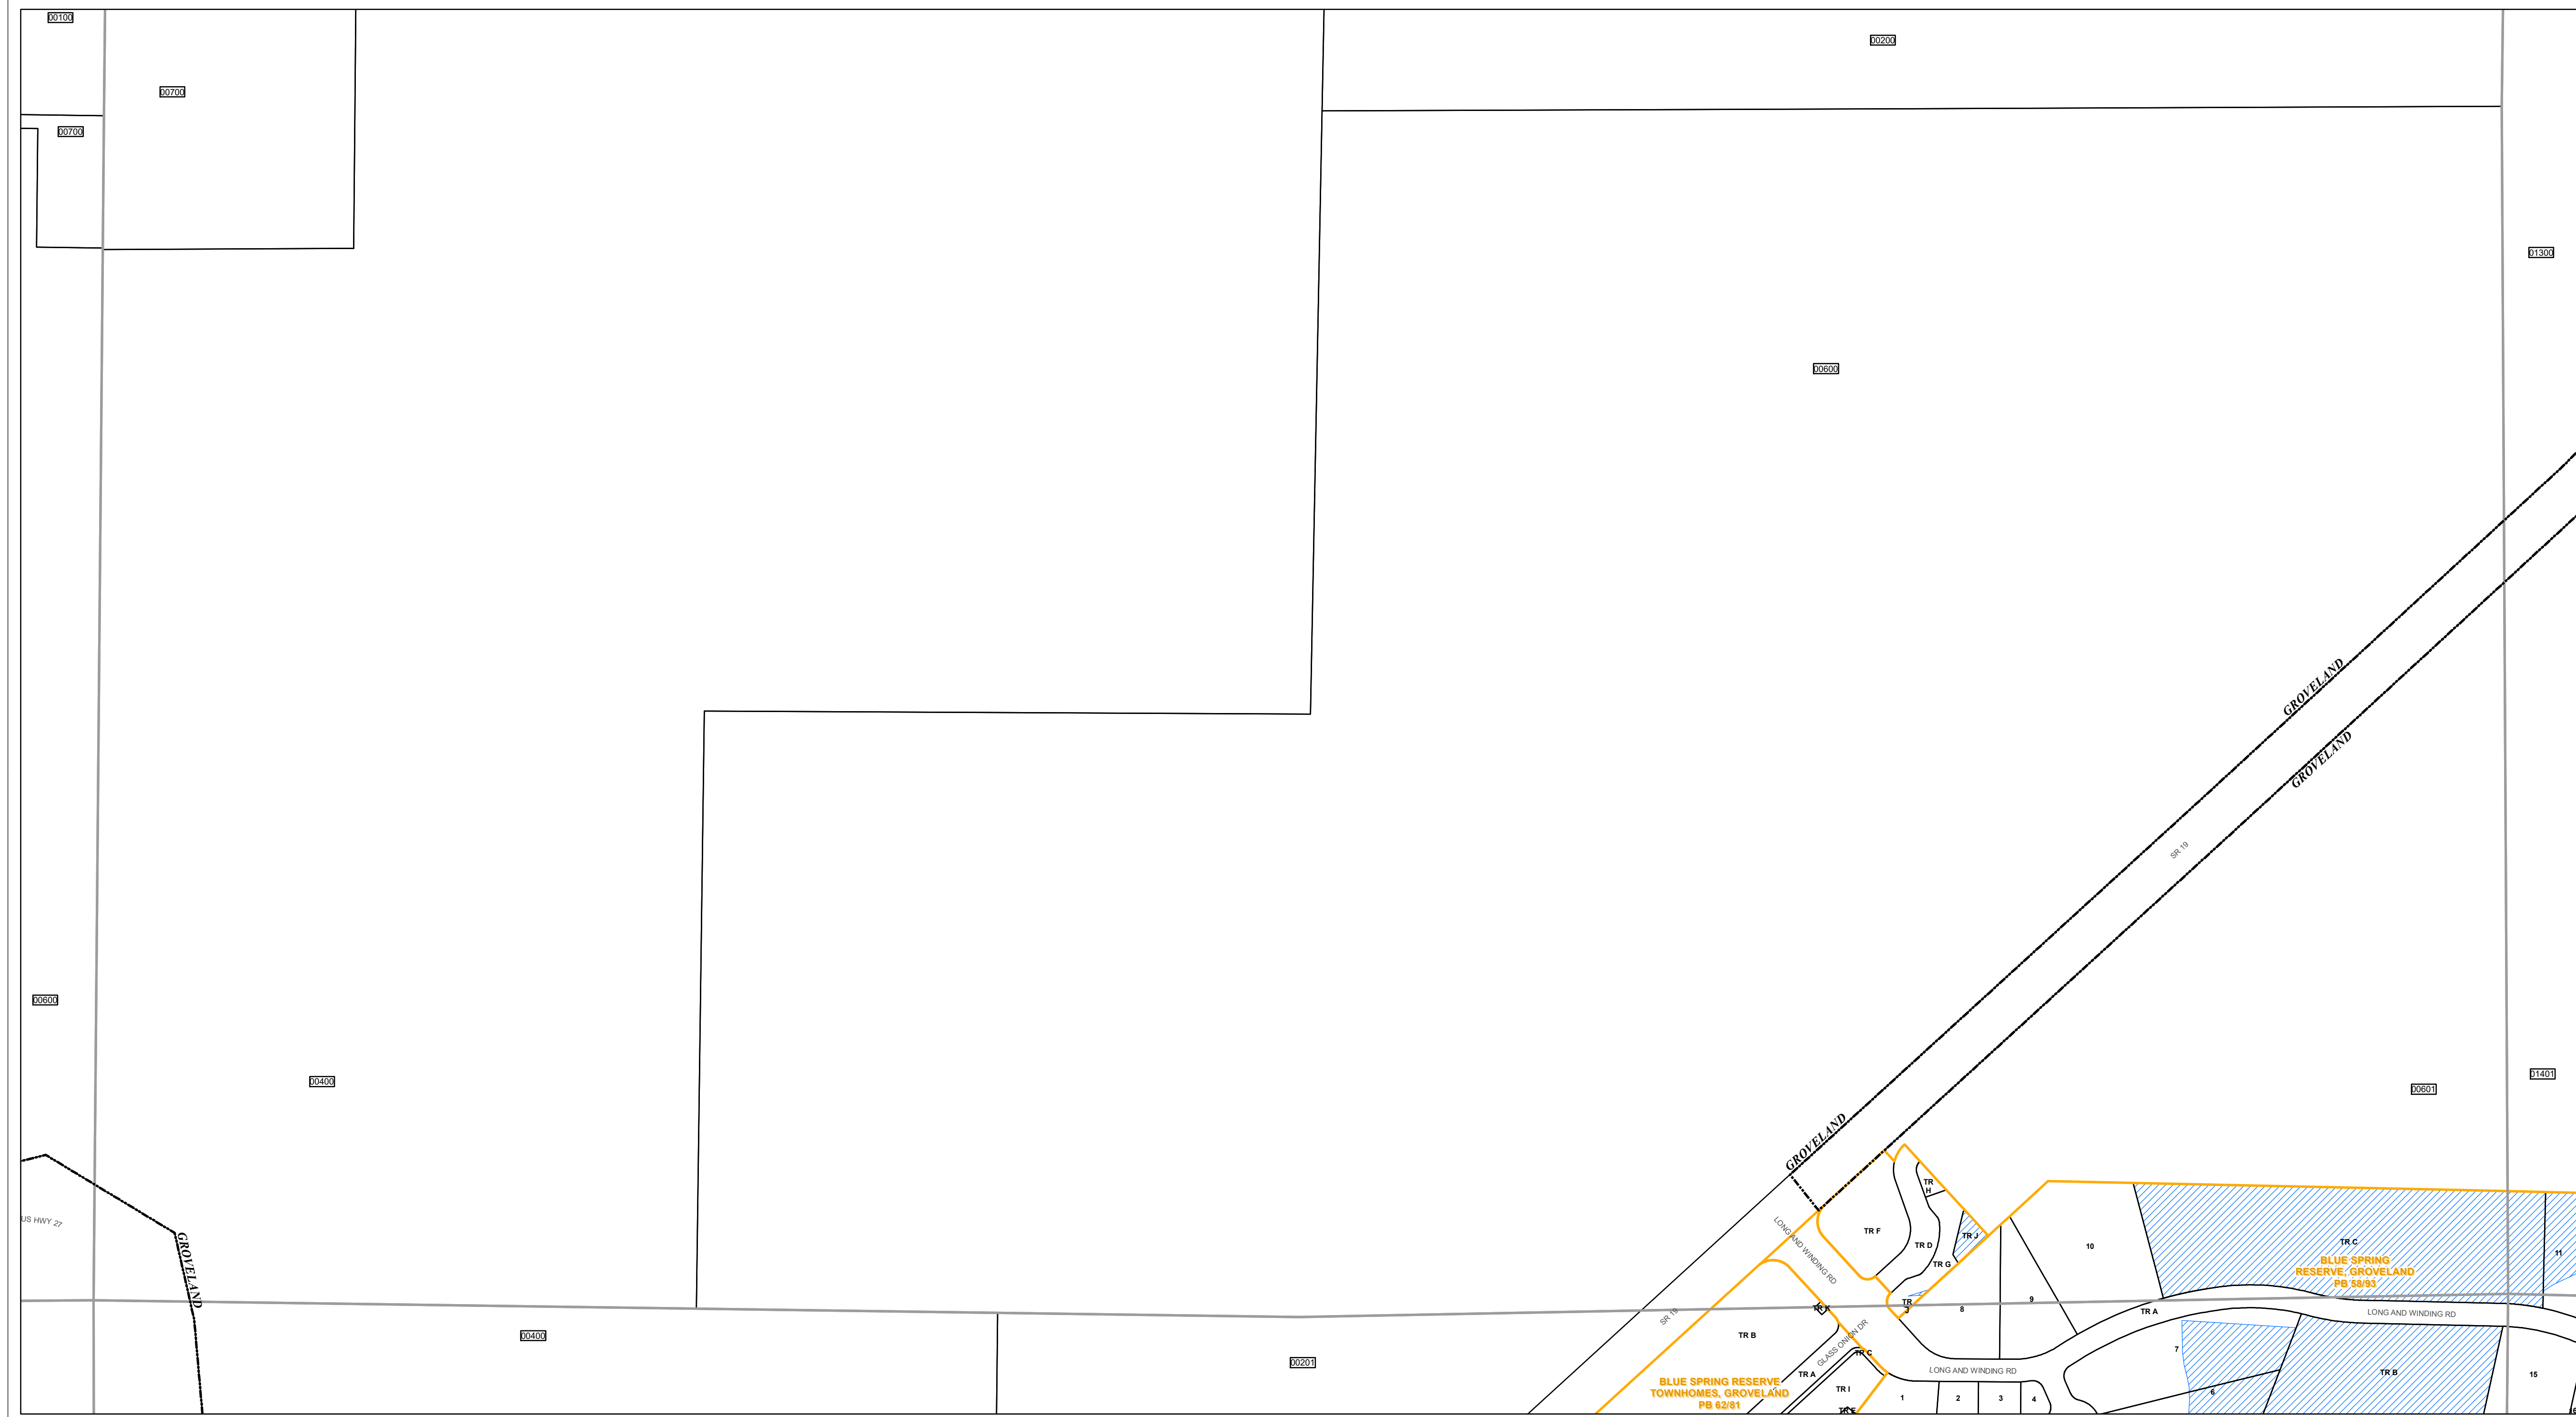 00100
00200
00700
00700
01300
00600
GROVELAND
GROVELAND
SR 19
00600
00400
00601
01401
GROVELAND
US HWY 27
GROVELAND
TR
H
TR F
TR D
TR J
TR G
LONG AND WINDING RD
10
TR C
11
BLUE SPRING
RESERVE, GROVELAND
PB 58/93
TR
J
TR K
8
9
TR A
LONG AND WINDING RD
SR 19
00400
00201
TR B
GLASS ONION DR
TR C
7
TR A
LONG AND WINDING RD
TR B
15
BLUE SPRING RESERVE
TOWNHOMES, GROVELAND
PB 62/81
TR I
TR E
1
2
3
4
6